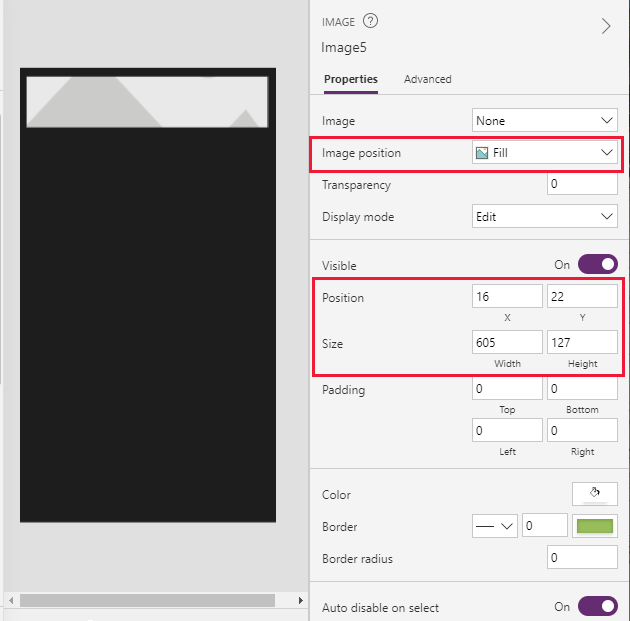 IMAGE ?
Image5
Properties Advanced
Image None
Image position Fill
Transparency 0
Display mode Edit
Visible On
Position 16 22
X Y
Size 605 127
Width Height
Padding 0 0
Top Bottom
0 0
Left Right
Color
Border 0
Border radius 0
Auto disable on select On